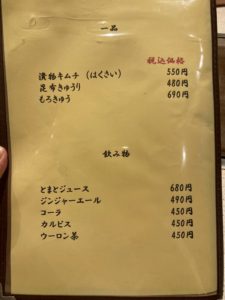 一品
税込価格
漬物キムチ（はくさい） 550円
昆布きゅうり 480円
もろきゅう 690円
飲み物
とまとジュース 680円
ジンジャーエール 490円
コーラ 450円
カルピス 450円
ウーロン茶 450円